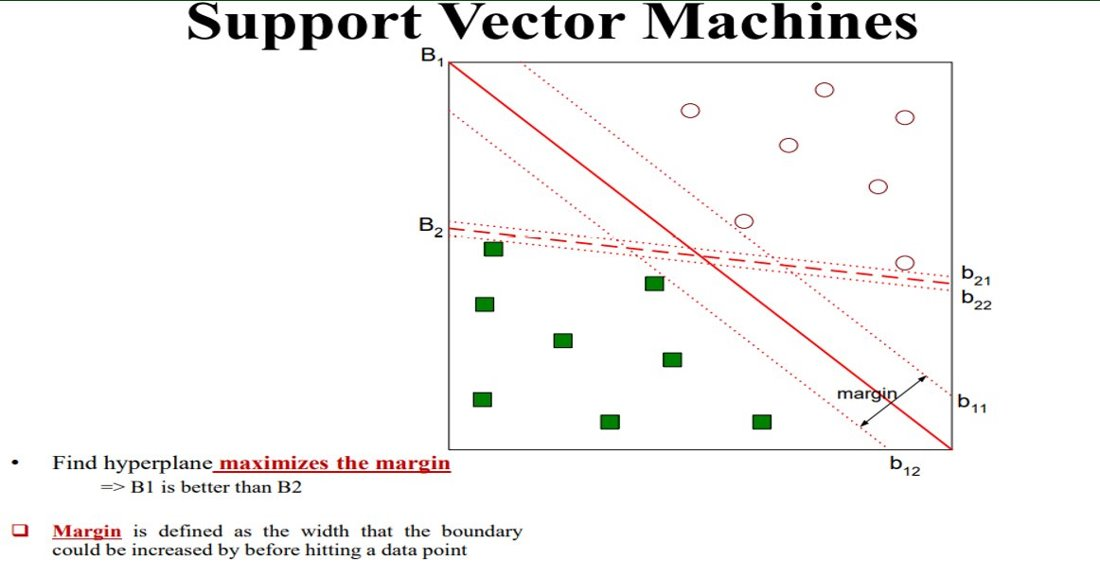 Support Vector Machines
B1
B2
b21
b22
margin
b11
b12
• Find hyperplane maximizes the margin
=> B1 is better than B2
❑ Margin is defined as the width that the boundary
could be increased by before hitting a data point